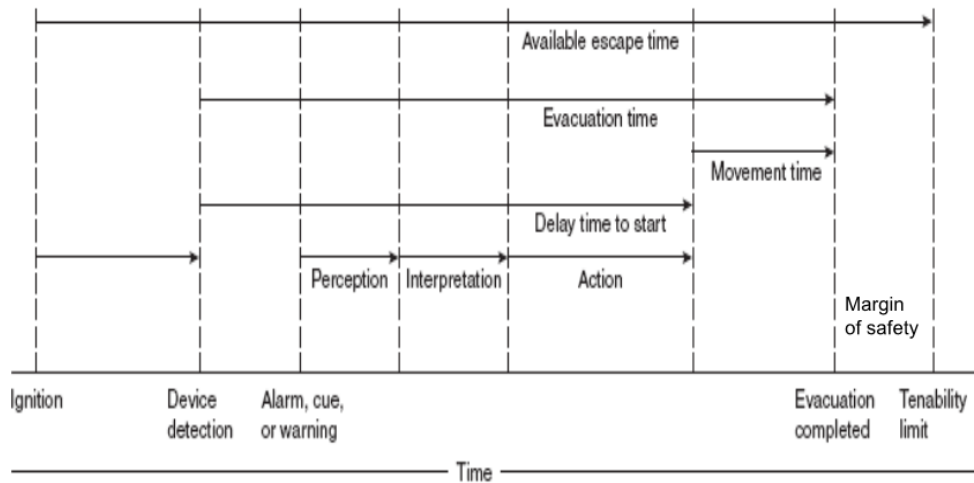 Available escape time
Evacuation time
Movement time
Delay time to start
Perception
Interpretation
Action
Margin
of safety
Ignition
Device
detection
Alarm, cue,
or warning
Evacuation
completed
Tenability
limit
Time